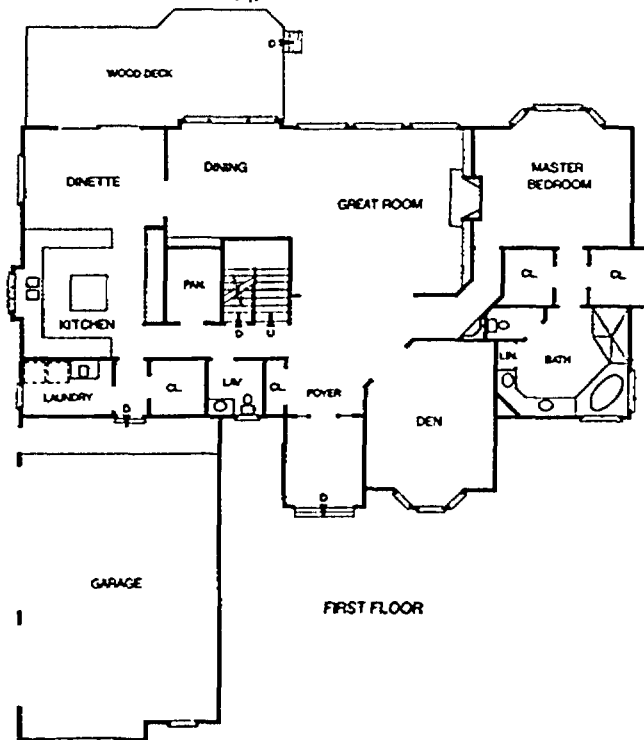 D
WOOD DECK
DINING
MASTER
BEDROOM
DINETTE
GREAT ROOM
CL.
CL.
PAN.
KITCHEN
D U
LIN.
BATH
LAUNDRY
CL.
LAV
CL.
FOYER
D
DEN
D
GARAGE
FIRST FLOOR